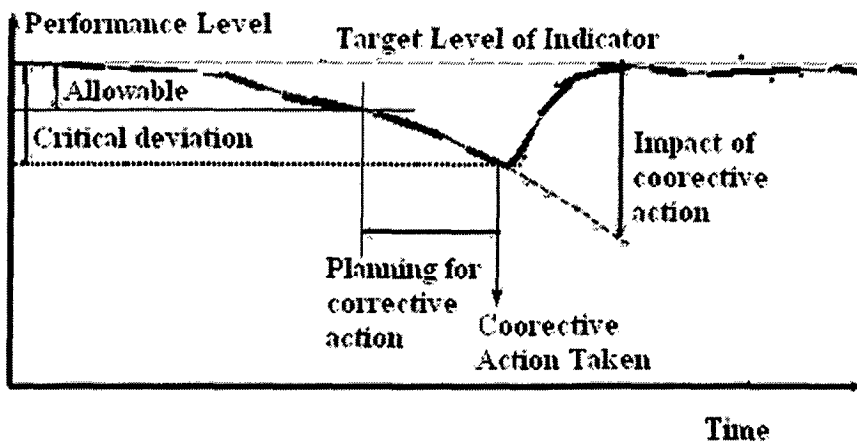 Performance Level
Target Level of Indicator
Allowable
Critical deviation
Impact of
coorective
action
Planning for
corrective
action
Coorective
Action Taken
Time